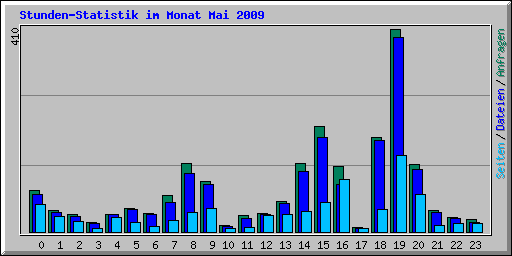 Stunden-Statistik im Monat Mai 2009
410
Seiten / Dateien / Anfragen
0 1 2 3 4 5 6 7 8 9 10 11 12 13 14 15 16 17 18 19 20 21 22 23